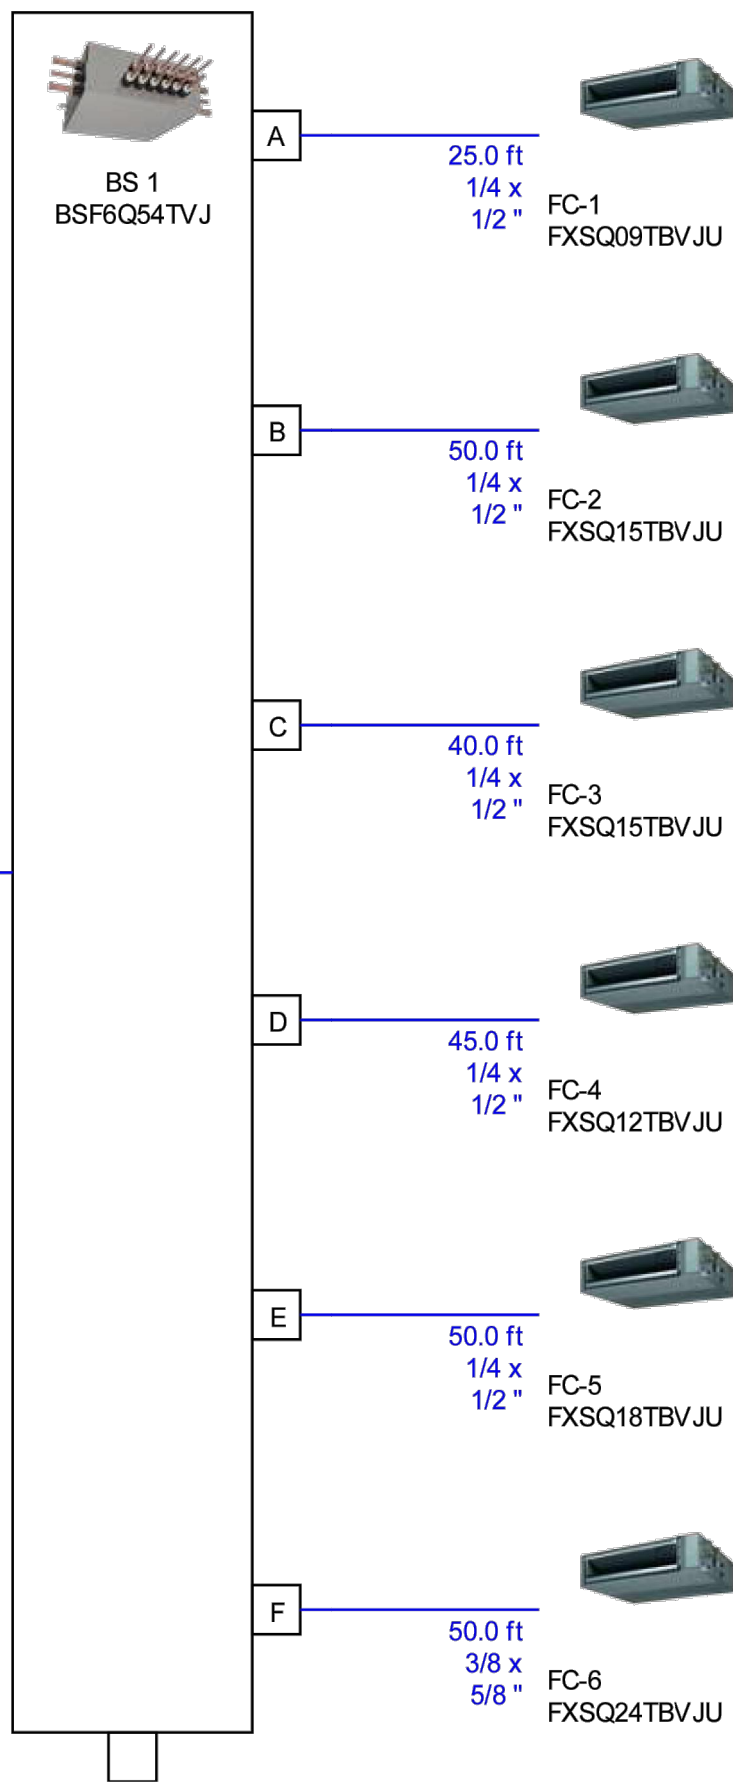 BS 1
BSF6Q54TVJ
A
25.0 ft
1/4 x
1/2 "
FC-1
FXSQ09TBVJU
B
50.0 ft
1/4 x
1/2 "
FC-2
FXSQ15TBVJU
C
40.0 ft
1/4 x
1/2 "
FC-3
FXSQ15TBVJU
D
45.0 ft
1/4 x
1/2 "
FC-4
FXSQ12TBVJU
E
50.0 ft
1/4 x
1/2 "
FC-5
FXSQ18TBVJU
F
50.0 ft
3/8 x
5/8 "
FC-6
FXSQ24TBVJU